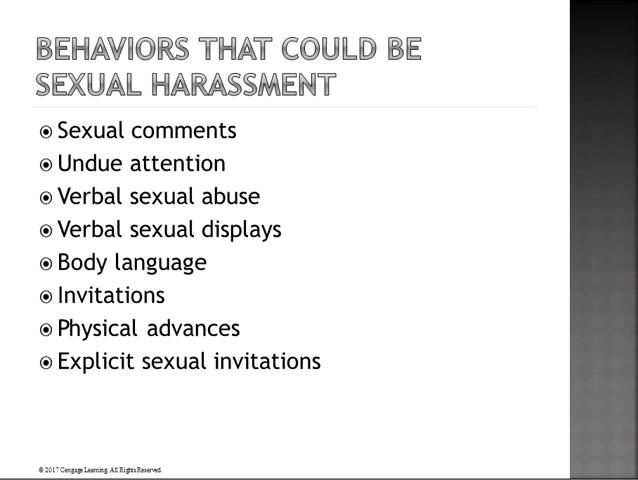 BEHAVIORS THAT COULD BE
SEXUAL HARASSMENT
Sexual comments
Undue attention
Verbal sexual abuse
Verbal sexual displays
Body language
Invitations
Physical advances
Explicit sexual invitations
© 2017 Cengage Learning. All Rights Reserved.